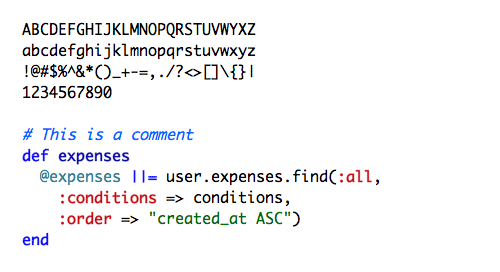 ABCDEFGHIJKLMNOPQRSTUVWYXZ
abcdefghijklmnopqrstuvwxyz
!@#$%^&*()_+-=,./?<>[]\{}|
1234567890

# This is a comment
def expenses
  @expenses ||= user.expenses.find(:all,
    :conditions => conditions,
    :order => "created_at ASC")
end